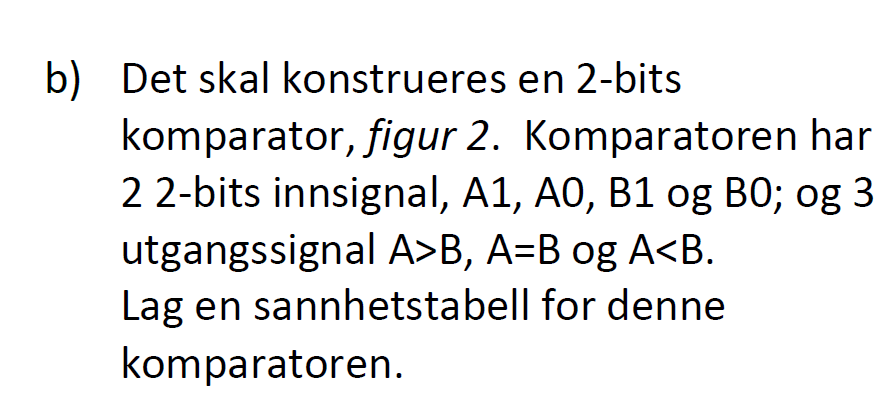 b) Det skal konstrueres en 2-bits
komparator, figur 2. Komparatoren har
2 2-bits innsignal, A1, A0, B1 og B0; og 3
utgangssignal A>B, A=B og A<B.
Lag en sannhetstabell for denne
komparatoren.